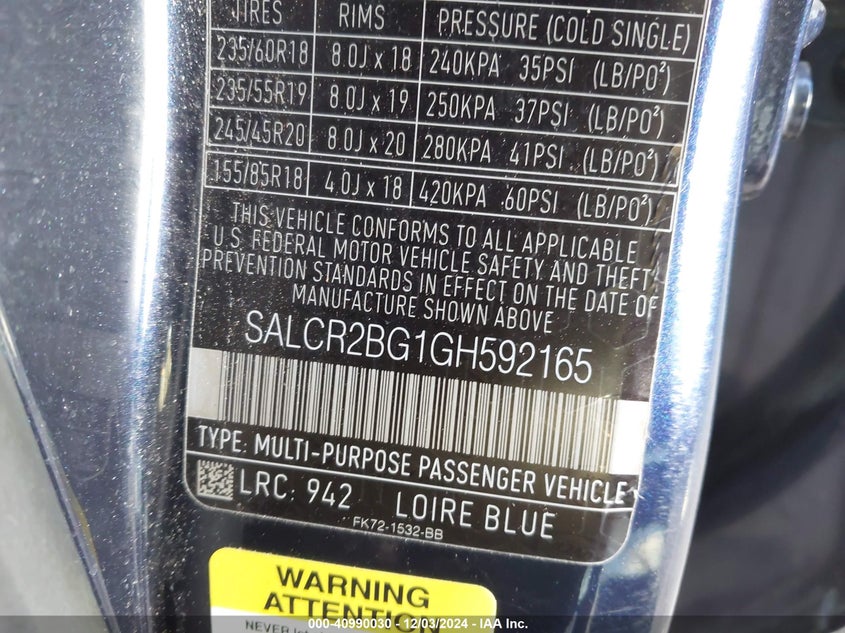 TIRES RIMS PRESSURE (COLD SINGLE)
235/60R18 8.0J x 18 240KPA 35PSI (LB/PO²)
235/55R19 8.0J x 19 250KPA 37PSI (LB/PO²)
245/45R20 8.0J x 20 280KPA 41PSI (LB/PO²)
155/85R18 4.0J x 18 420KPA 60PSI (LB/PO²)
THIS VEHICLE CONFORMS TO ALL APPLICABLE
U.S. FEDERAL MOTOR VEHICLE SAFETY AND THEFT
PREVENTION STANDARDS IN EFFECT ON THE DATE OF
MANUFACTURE SHOWN ABOVE
SALCR2BG1GH592165
TYPE: MULTI-PURPOSE PASSENGER VEHICLE
LRC: 942 LOIRE BLUE
FK72-1532-BB
WARNING
ATTENTION
NEVER
000-40990030 - 12/03/2024 - IAA Inc.